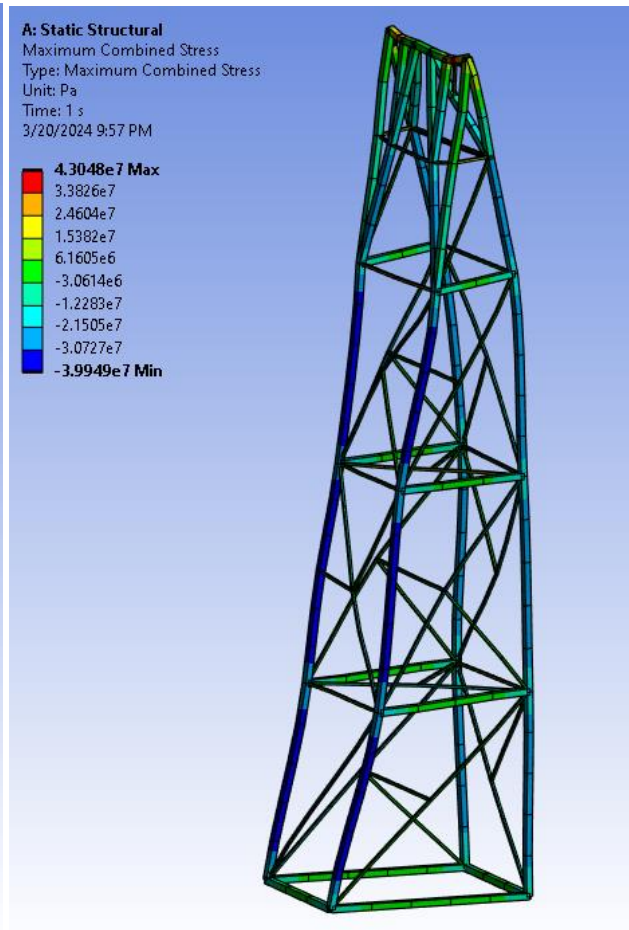 A: Static Structural
Maximum Combined Stress
Type: Maximum Combined Stress
Unit: Pa
Time: 1 s
3/20/2024 9:57 PM
4.3048e7 Max
3.3826e7
2.4604e7
1.5382e7
6.1605e6
-3.0614e6
-1.2283e7
-2.1505e7
-3.0727e7
-3.9949e7 Min